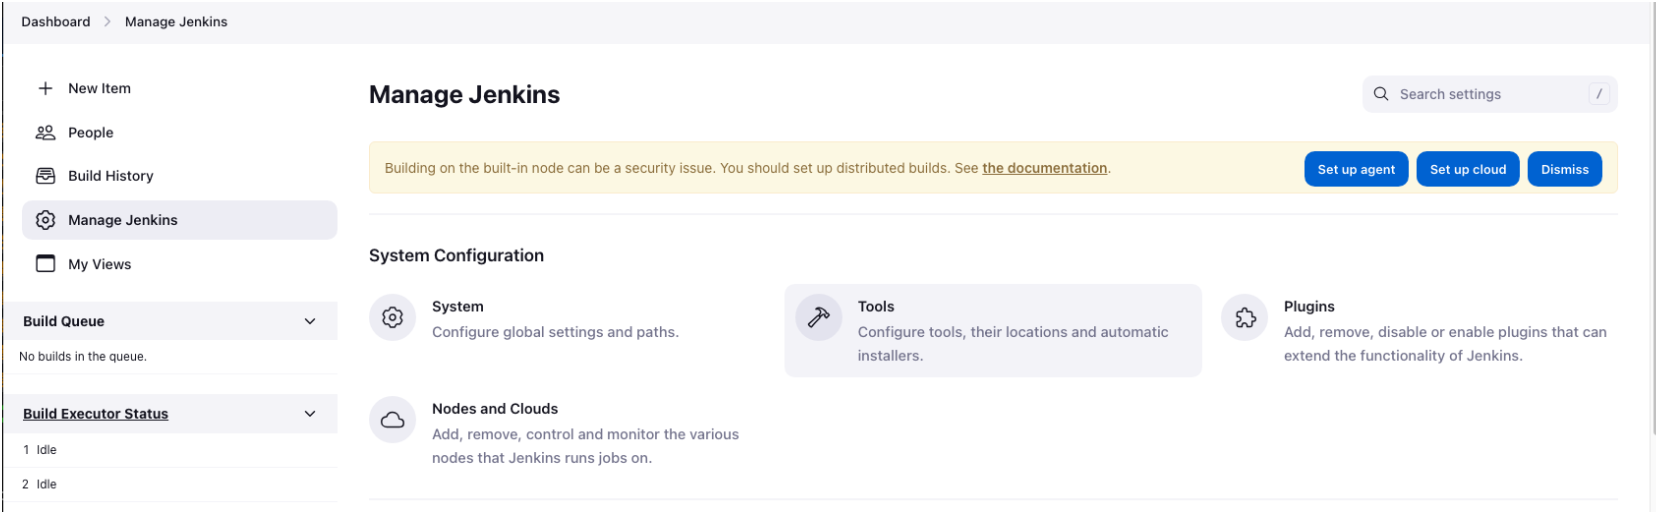 Dashboard > Manage Jenkins
New Item
People
Build History
Manage Jenkins
My Views
Build Queue
No builds in the queue.
Build Executor Status
1 Idle
2 Idle
Manage Jenkins
Search settings /
Building on the built-in node can be a security issue. You should set up distributed builds. See the documentation.
Set up agent Set up cloud Dismiss
System Configuration
System
Configure global settings and paths.
Tools
Configure tools, their locations and automatic
installers.
Plugins
Add, remove, disable or enable plugins that can
extend the functionality of Jenkins.
Nodes and Clouds
Add, remove, control and monitor the various
nodes that Jenkins runs jobs on.